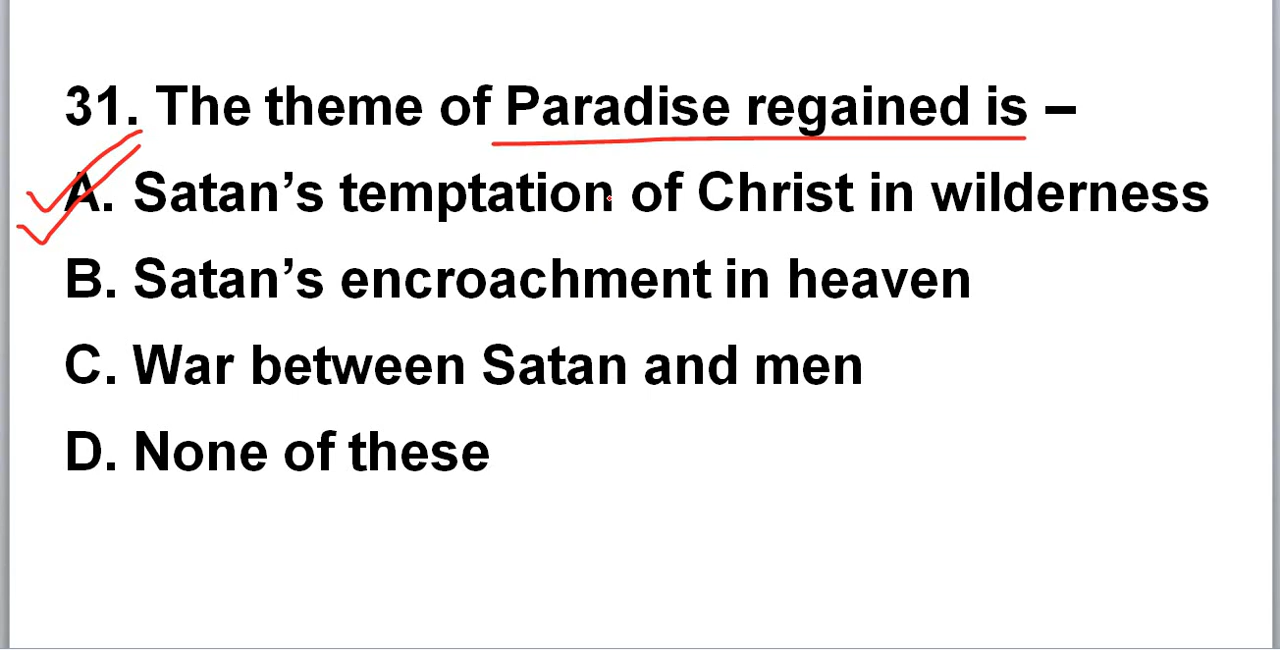 31. The theme of Paradise regained is –
A. Satan’s temptation of Christ in wilderness
B. Satan’s encroachment in heaven
C. War between Satan and men
D. None of these